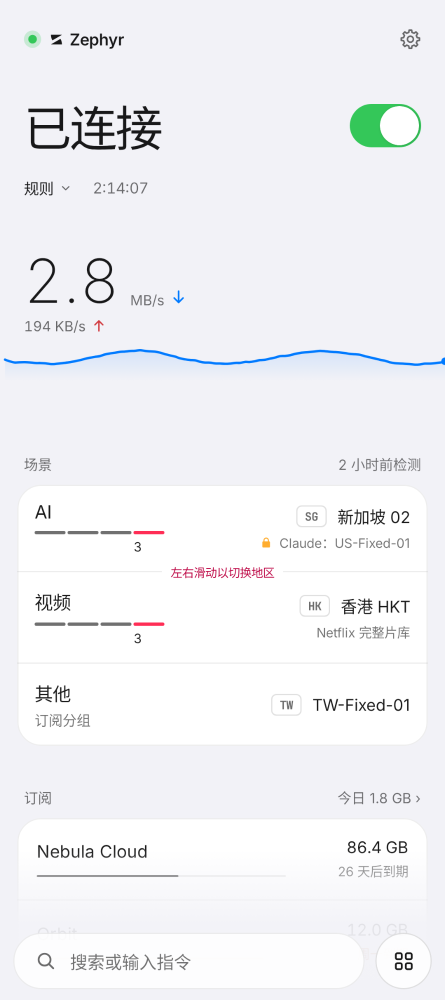 Zephyr
已连接
规则 2:14:07
2.8 MB/s ↓
194 KB/s ↑
场景 2 小时前检测
AI SG 新加坡 02
3 Claude：US-Fixed-01
左右滑动以切换地区
视频 HK 香港 HKT
3 Netflix 完整片库
其他 TW TW-Fixed-01
订阅分组
订阅 今日 1.8 GB ›
Nebula Cloud 86.4 GB
26 天后到期
Orbit 12.0 GB
搜索或输入指令